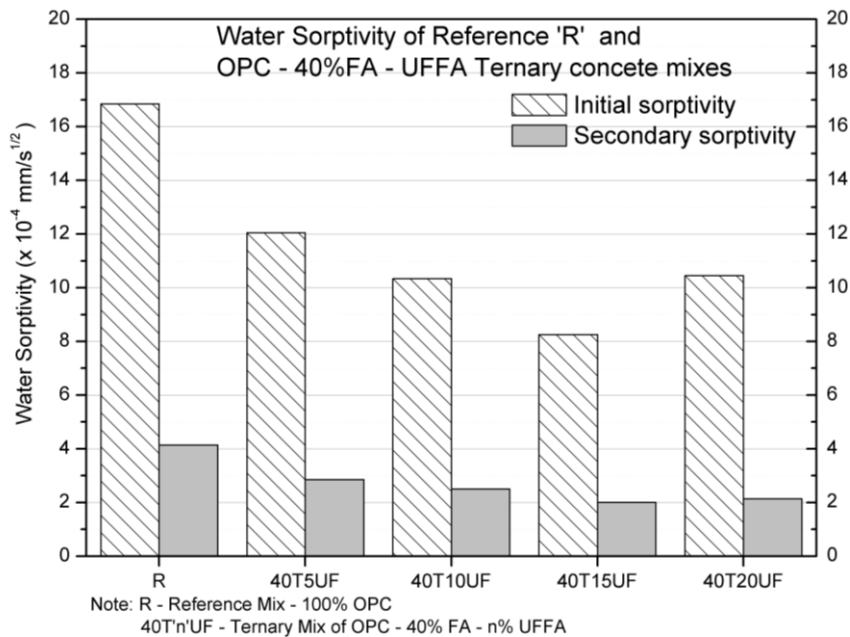 Water Sorptivity of Reference 'R' and
OPC - 40%FA - UFFA Ternary concete mixes
Initial sorptivity
Secondary sorptivity
Water Sorptivity (x 10⁻⁴ mm/s¹ᐟ²)
20
18
16
14
12
10
8
6
4
2
0
20
18
16
14
12
10
8
6
4
2
0
R 40T5UF 40T10UF 40T15UF 40T20UF
Note: R - Reference Mix - 100% OPC
40T'n'UF - Ternary Mix of OPC - 40% FA - n% UFFA